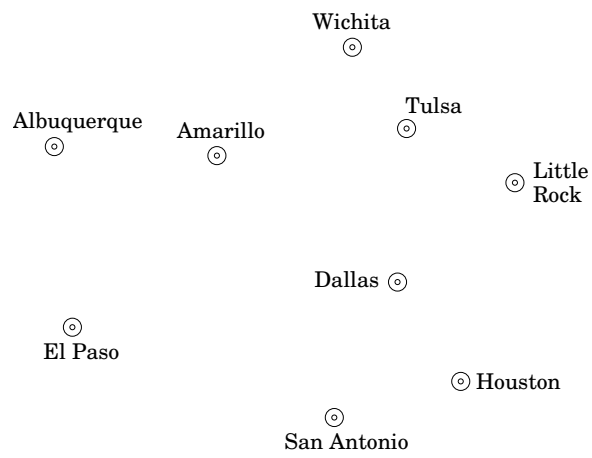 Wichita
Tulsa
Albuquerque
Amarillo
Little
Rock
Dallas
El Paso
Houston
San Antonio